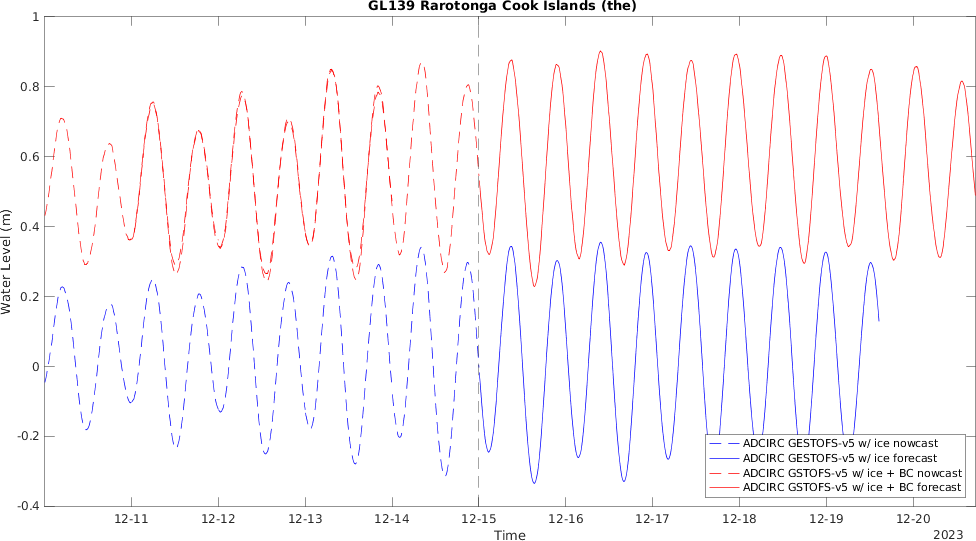 GL139 Rarotonga Cook Islands (the)
1
0.8
0.6
0.4
0.2
0
-0.2
-0.4
Water Level (m)
ADCIRC GESTOFS-v5 w/ ice nowcast
ADCIRC GESTOFS-v5 w/ ice forecast
ADCIRC GSTOFS-v5 w/ ice + BC nowcast
ADCIRC GSTOFS-v5 w/ ice + BC forecast
12-11 12-12 12-13 12-14 12-15 12-16 12-17 12-18 12-19 12-20
Time
2023